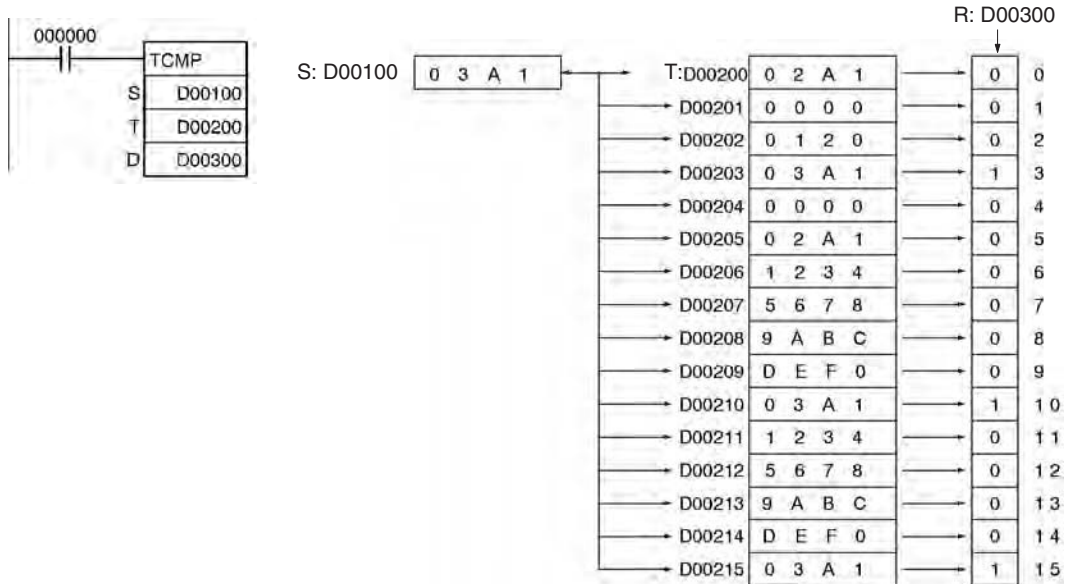 000000
TCMP
S D00100
T D00200
D D00300
R: D00300
S: D00100 0 3 A 1
T:D00200 0 2 A 1 0 0
D00201 0 0 0 0 0 1
D00202 0 1 2 0 0 2
D00203 0 3 A 1 1 3
D00204 0 0 0 0 0 4
D00205 0 2 A 1 0 5
D00206 1 2 3 4 0 6
D00207 5 6 7 8 0 7
D00208 9 A B C 0 8
D00209 D E F 0 0 9
D00210 0 3 A 1 1 10
D00211 1 2 3 4 0 11
D00212 5 6 7 8 0 12
D00213 9 A B C 0 13
D00214 D E F 0 0 14
D00215 0 3 A 1 1 15